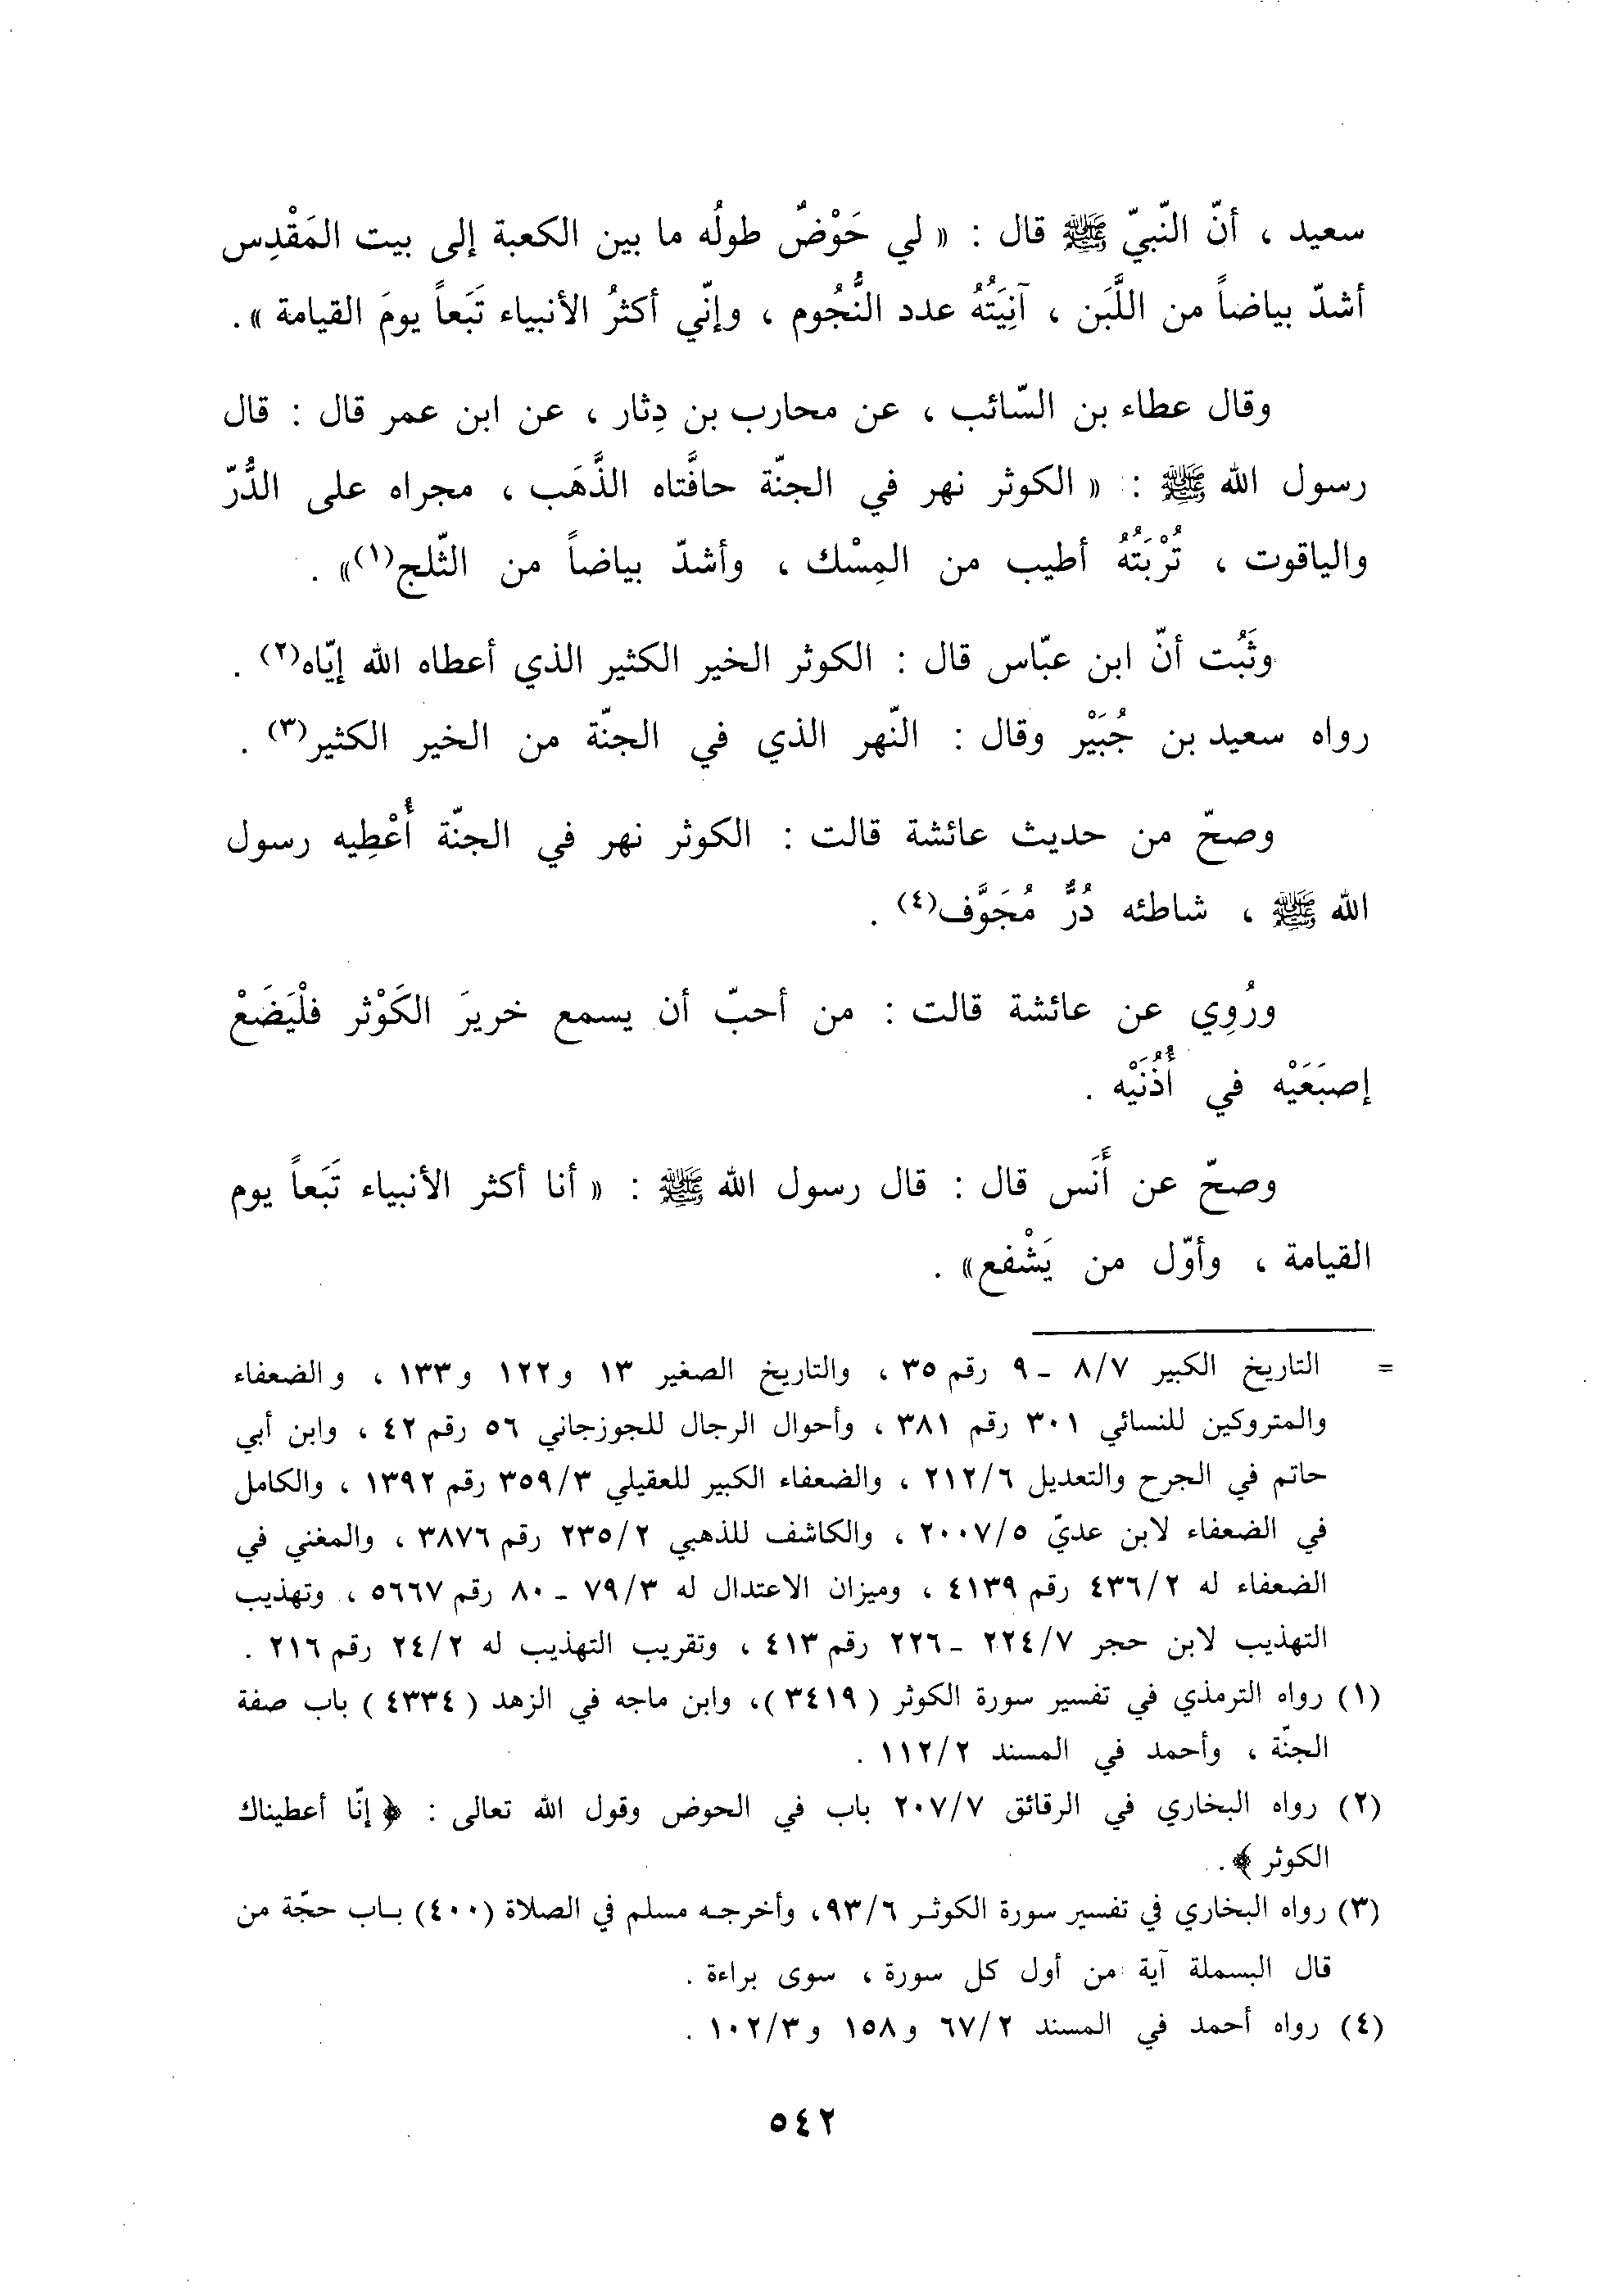 سعيد ، أنّ النّبيّ ﷺ قال : « لي حَوْضٌ طولُه ما بين الكعبة إلى بيت المَقْدِس
أشدّ بياضاً من اللَّبَن ، آنِيَتُهُ عدد النُّجُوم ، وإنّي أكثرُ الأنبياء تَبَعاً يومَ القيامة » .
وقال عطاء بن السّائب ، عن محارب بن دِثار ، عن ابن عمر قال : قال
رسول الله ﷺ : « الكوثر نهر في الجنّة حافَّتاه الذَّهَب ، مجراه على الدُّرّ
والياقوت ، تُرْبَتُهُ أطيب من المِسْك ، وأشدّ بياضاً من الثّلج(١)» .
وثَبُت أنّ ابن عبّاس قال : الكوثر الخير الكثير الذي أعطاه الله إيّاه(٢) .
رواه سعيد بن جُبَيْر وقال : النّهر الذي في الجنّة من الخير الكثير(٣) .
وصحّ من حديث عائشة قالت : الكوثر نهر في الجنّة أُعْطِيه رسول
الله ﷺ ، شاطئه دُرٌّ مُجَوَّف(٤) .
ورُوِي عن عائشة قالت : من أحبّ أن يسمع خريرَ الكَوْثر فلْيَضَعْ
إصبَعَيْه في أُذُنَيْه .
وصحّ عن أَنَس قال : قال رسول الله ﷺ : « أنا أكثر الأنبياء تَبَعاً يوم
القيامة ، وأوّل من يَشْفع» .
= التاريخ الكبير ٨/٧ ـ ٩ رقم ٣٥ ، والتاريخ الصغير ١٣ و١٢٢ و١٣٣ ، والضعفاء
والمتروكين للنسائي ٣٠١ رقم ٣٨١ ، وأحوال الرجال للجوزجاني ٥٦ رقم ٤٢ ، وابن أبي
حاتم في الجرح والتعديل ٢١٢/٦ ، والضعفاء الكبير للعقيلي ٣٥٩/٣ رقم ١٣٩٢ ، والكامل
في الضعفاء لابن عديّ ٢٠٠٧/٥ ، والكاشف للذهبي ٢٣٥/٢ رقم ٣٨٧٦ ، والمغني في
الضعفاء له ٤٣٦/٢ رقم ٤١٣٩ ، وميزان الاعتدال له ٧٩/٣ ـ ٨٠ رقم ٥٦٦٧ ، وتهذيب
التهذيب لابن حجر ٢٢٤/٧ ـ ٢٢٦ رقم ٤١٣ ، وتقريب التهذيب له ٢٤/٢ رقم ٢١٦ .
(١) رواه الترمذي في تفسير سورة الكوثر ( ٣٤١٩ )، وابن ماجه في الزهد ( ٤٣٣٤ ) باب صفة
الجنّة ، وأحمد في المسند ١١٢/٢ .
(٢) رواه البخاري في الرقائق ٢٠٧/٧ باب في الحوض وقول الله تعالى : ﴿ إنّا أعطيناك
الكوثر ﴾ .
(٣) رواه البخاري في تفسير سورة الكوثـر ٩٣/٦، وأخرجـه مسلم في الصلاة (٤٠٠) بـاب حجّة من
قال البسملة آية من أول كل سورة ، سوى براءة .
(٤) رواه أحمد في المسند ٦٧/٢ و١٥٨ و١٠٢/٣ .
٥٤٢